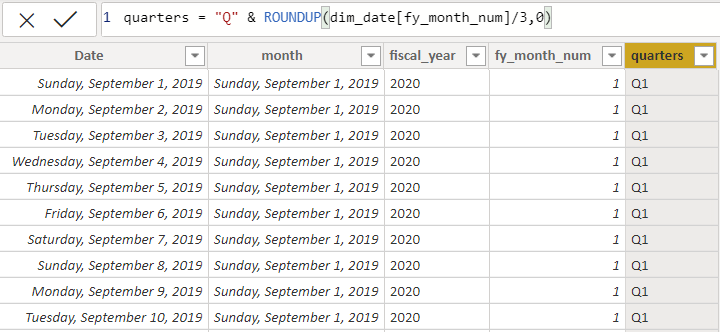 1 quarters = "Q" & ROUNDUP(dim_date[fy_month_num]/3,0)
Date month fiscal_year fy_month_num quarters
Sunday, September 1, 2019 Sunday, September 1, 2019 2020 1 Q1
Monday, September 2, 2019 Sunday, September 1, 2019 2020 1 Q1
Tuesday, September 3, 2019 Sunday, September 1, 2019 2020 1 Q1
Wednesday, September 4, 2019 Sunday, September 1, 2019 2020 1 Q1
Thursday, September 5, 2019 Sunday, September 1, 2019 2020 1 Q1
Friday, September 6, 2019 Sunday, September 1, 2019 2020 1 Q1
Saturday, September 7, 2019 Sunday, September 1, 2019 2020 1 Q1
Sunday, September 8, 2019 Sunday, September 1, 2019 2020 1 Q1
Monday, September 9, 2019 Sunday, September 1, 2019 2020 1 Q1
Tuesday, September 10, 2019 Sunday, September 1, 2019 2020 1 Q1